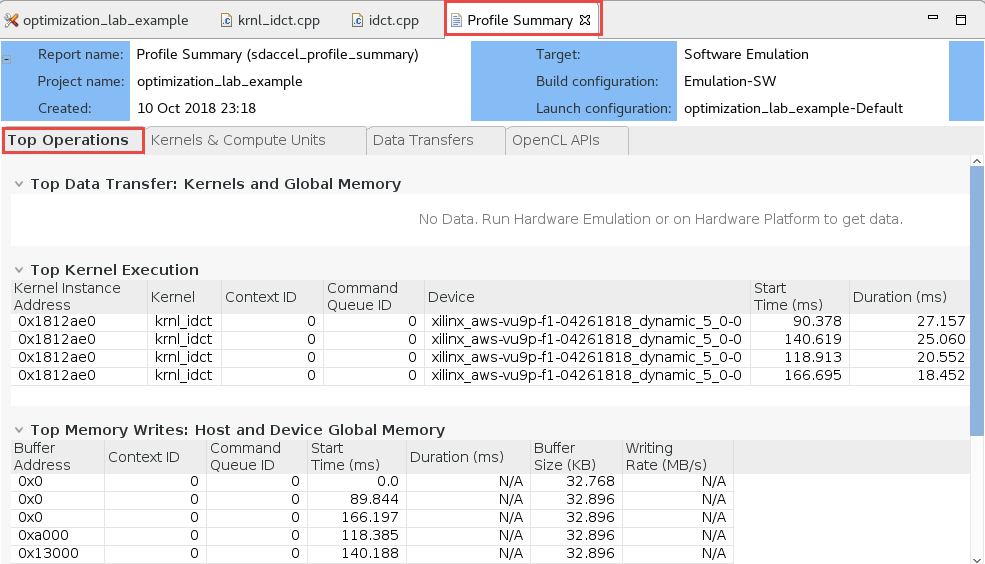 optimization_lab_example krnl_idct.cpp idct.cpp Profile Summary
Report name: Profile Summary (sdaccel_profile_summary) Target: Software Emulation
Project name: optimization_lab_example Build configuration: Emulation-SW
Created: 10 Oct 2018 23:18 Launch configuration: optimization_lab_example-Default
Top Operations Kernels & Compute Units Data Transfers OpenCL APIs
Top Data Transfer: Kernels and Global Memory
No Data. Run Hardware Emulation or on Hardware Platform to get data.
Top Kernel Execution
Kernel Instance Address Kernel Context ID Command Queue ID Device Start Time (ms) Duration (ms)
0x1812ae0 krnl_idct 0 0 xilinx_aws-vu9p-f1-04261818_dynamic_5_0-0 90.378 27.157
0x1812ae0 krnl_idct 0 0 xilinx_aws-vu9p-f1-04261818_dynamic_5_0-0 140.619 25.060
0x1812ae0 krnl_idct 0 0 xilinx_aws-vu9p-f1-04261818_dynamic_5_0-0 118.913 20.552
0x1812ae0 krnl_idct 0 0 xilinx_aws-vu9p-f1-04261818_dynamic_5_0-0 166.695 18.452
Top Memory Writes: Host and Device Global Memory
Buffer Address Context ID Command Queue ID Start Time (ms) Duration (ms) Buffer Size (KB) Writing Rate (MB/s)
0x0 0 0 0.0 N/A 32.768 N/A
0x0 0 0 89.844 N/A 32.896 N/A
0x0 0 0 166.197 N/A 32.896 N/A
0xa000 0 0 118.385 N/A 32.896 N/A
0x13000 0 0 140.188 N/A 32.896 N/A